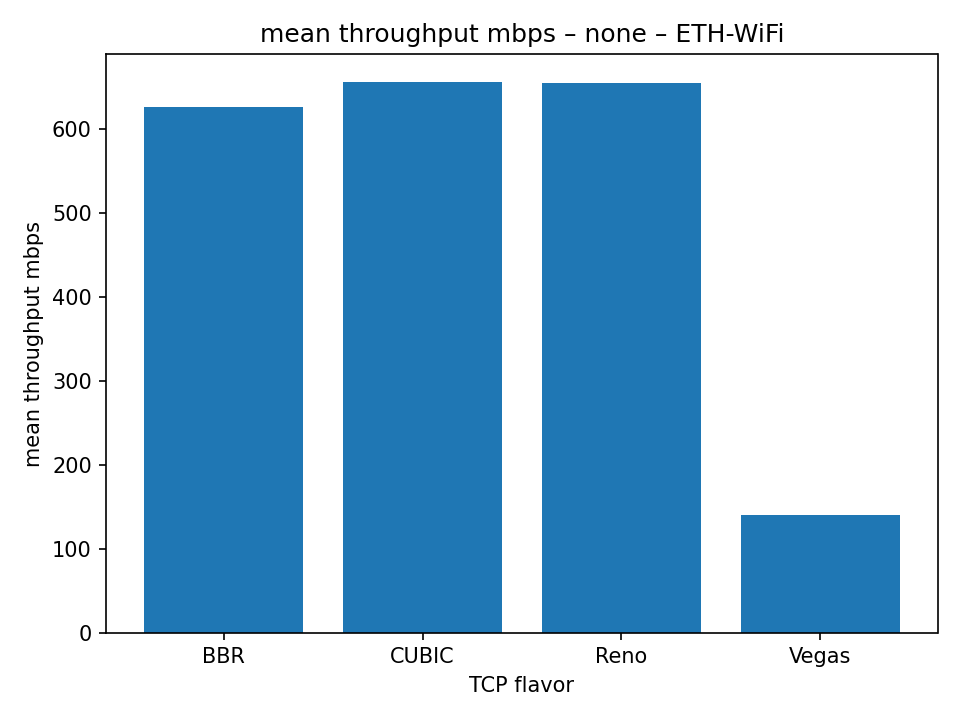 mean throughput mbps – none – ETH-WiFi
mean throughput mbps
600
500
400
300
200
100
0
BBR
CUBIC
Reno
Vegas
TCP flavor